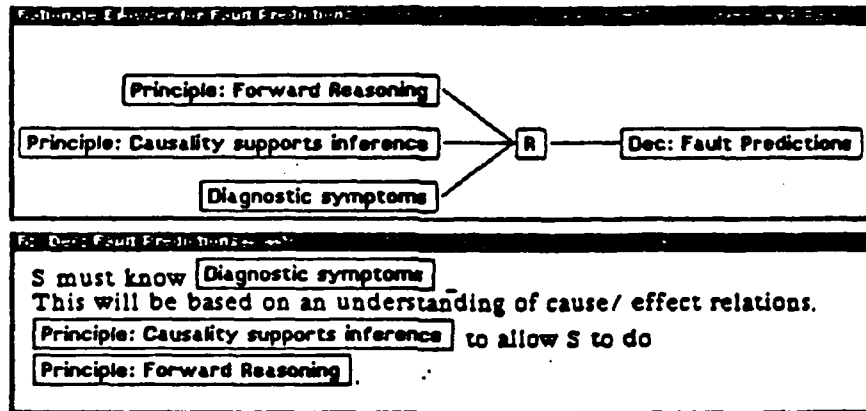 Principle: Forward Reasoning
Principle: Causality supports inference
R
Dec: Fault Predictions
Diagnostic symptoms
S must know Diagnostic symptoms
This will be based on an understanding of cause/ effect relations.
Principle: Causality supports inference to allow S to do
Principle: Forward Reasoning.